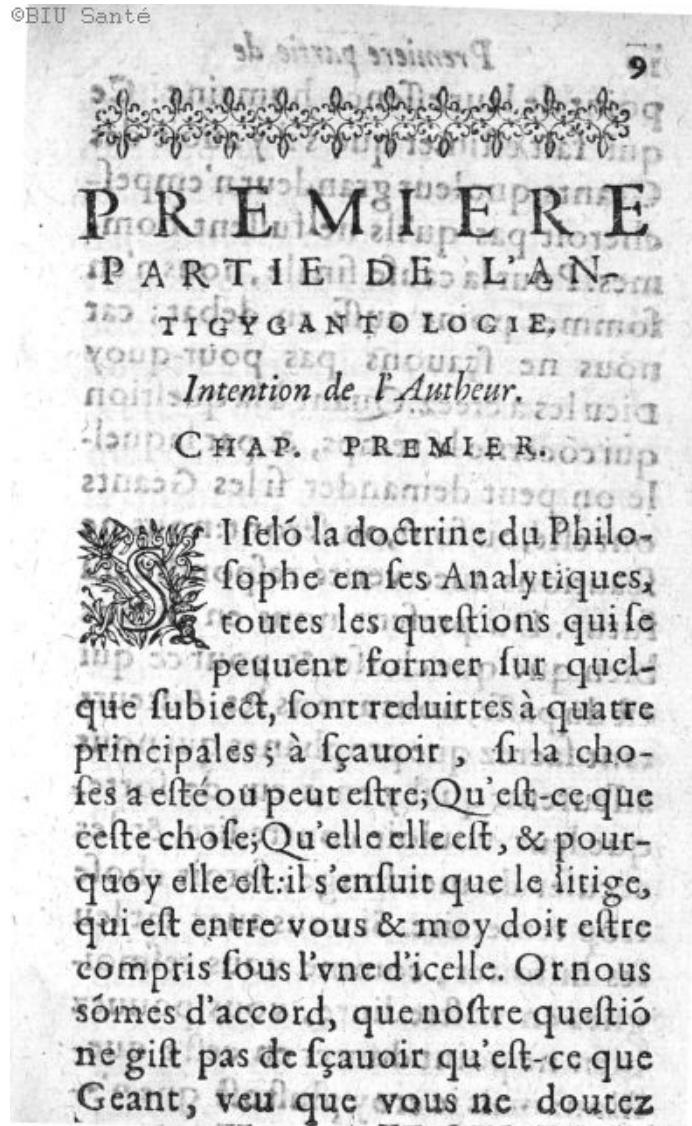 ©BIU Santé
9
PREMIERE
PARTIE DE L'AN-
TIGYGANTOLOGIE.
Intention de l'Autheur.
CHAP. PREMIER.
SI ſelõ la doctrine du Philo-
ſophe en ſes Analytiques,
toutes les queſtions qui ſe
peuuent former ſur quel-
que ſubiect, ſont reduittes à quatre
principales; à ſçauoir, ſi la cho-
ſes a eſté ou peut eſtre; Qu'eſt-ce que
ceſte choſe; Qu'elle elle eſt, & pour-
quoy elle eſt: il s'enſuit que le litige,
qui eſt entre vous & moy doit eſtre
compris ſous l'vne d'icelle. Or nous
sõmes d'accord, que noſtre queſtiõ
ne giſt pas de ſçauoir qu'eſt-ce que
Geant, veu que vous ne doutez